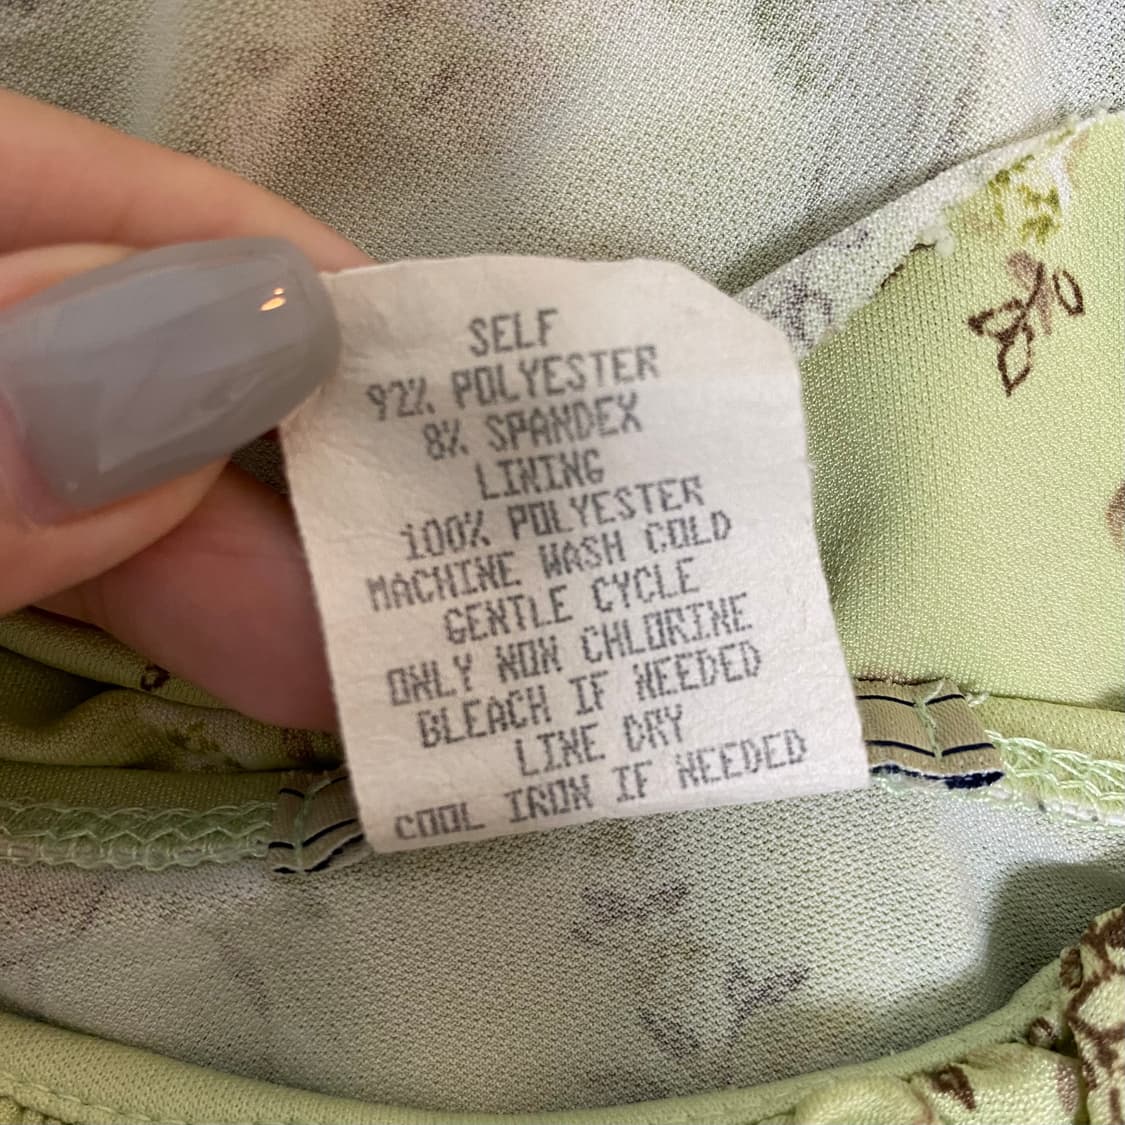 SELF
92% POLYESTER
8% SPANDEX
LINING
100% POLYESTER
MACHINE WASH COLD
GENTLE CYCLE
ONLY NON CHLORINE
BLEACH IF NEEDED
LINE DRY
COOL IRON IF NEEDED